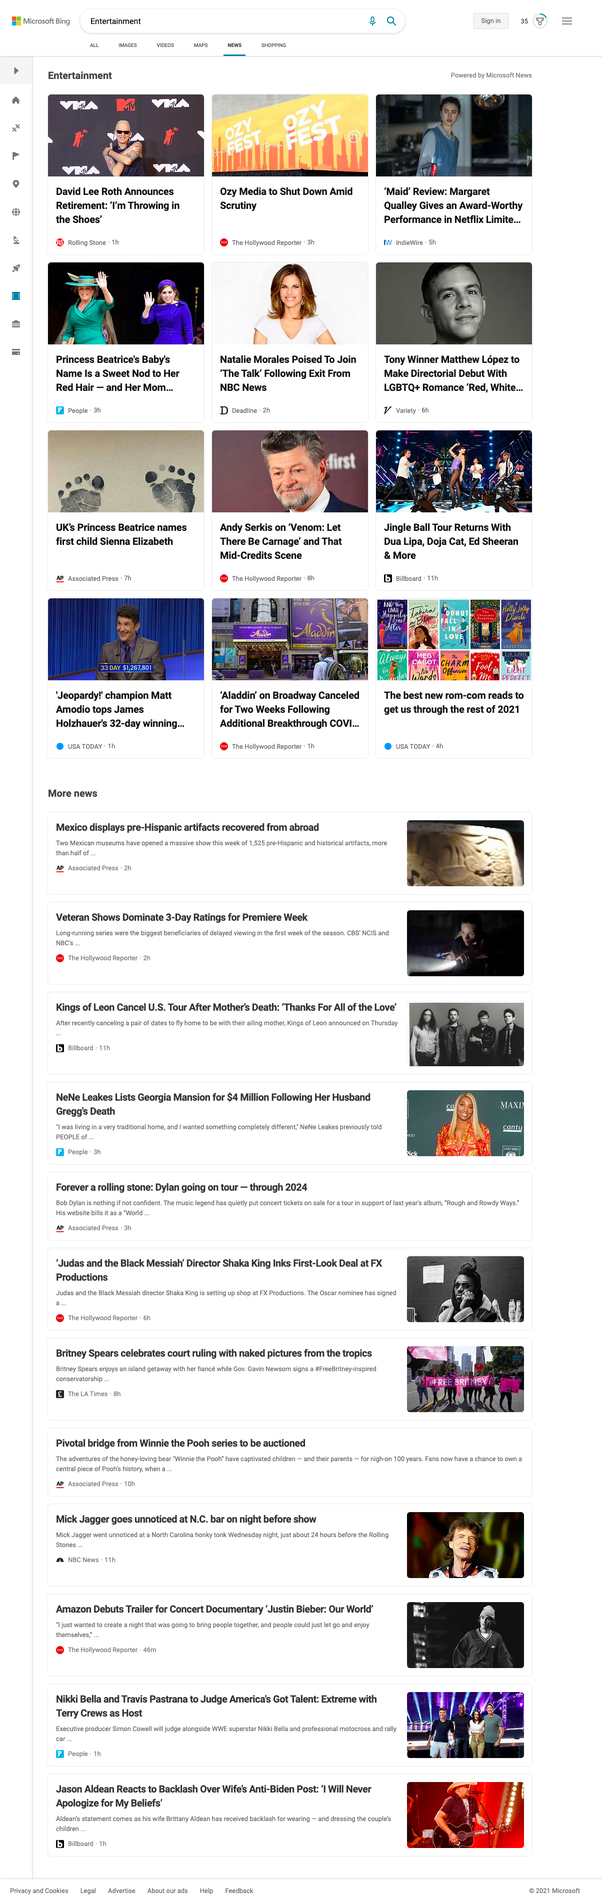 Microsoft Bing
Entertainment
Sign in
35
ALL
IMAGES
VIDEOS
MAPS
NEWS
SHOPPING
Entertainment
Powered by Microsoft News
David Lee Roth Announces
Retirement: ‘I’m Throwing in
the Shoes’
Rolling Stone · 1h
OZY FEST
OZY FEST
Ozy Media to Shut Down Amid
Scrutiny
The Hollywood Reporter · 3h
‘Maid’ Review: Margaret
Qualley Gives an Award-Worthy
Performance in Netflix Limite...
IndieWire · 5h
Princess Beatrice's Baby's
Name Is a Sweet Nod to Her
Red Hair — and Her Mom...
People · 3h
Natalie Morales Poised To Join
‘The Talk’ Following Exit From
NBC News
Deadline · 2h
Tony Winner Matthew López to
Make Directorial Debut With
LGBTQ+ Romance ‘Red, White...
Variety · 6h
UK’s Princess Beatrice names
first child Sienna Elizabeth
Associated Press · 7h
first
Andy Serkis on ‘Venom: Let
There Be Carnage’ and That
Mid-Credits Scene
The Hollywood Reporter · 8h
Jingle Ball Tour Returns With
Dua Lipa, Doja Cat, Ed Sheeran
& More
Billboard · 11h
33 DAY $1,267,801
'Jeopardy!' champion Matt
Amodio tops James
Holzhauer's 32-day winning...
USA TODAY · 1h
Aladdin
‘Aladdin’ on Broadway Canceled
for Two Weeks Following
Additional Breakthrough COVI...
The Hollywood Reporter · 1h
The best new rom-com reads to
get us through the rest of 2021
USA TODAY · 4h
More news
Mexico displays pre-Hispanic artifacts recovered from abroad
Two Mexican museums have opened a massive show this week of 1,525 pre-Hispanic and historical artifacts, more
than half of ...
Associated Press · 2h
Veteran Shows Dominate 3-Day Ratings for Premiere Week
Long-running series were the biggest beneficiaries of delayed viewing in the first week of the season. CBS’ NCIS and
NBC’s ...
The Hollywood Reporter · 2h
Kings of Leon Cancel U.S. Tour After Mother’s Death: ‘Thanks For All of the Love’
After recently canceling a pair of dates to fly home to be with their ailing mother, Kings of Leon announced on Thursday
...
Billboard · 11h
NeNe Leakes Lists Georgia Mansion for $4 Million Following Her Husband
Gregg's Death
"I was living in a very traditional home, and I wanted something completely different," NeNe Leakes previously told
PEOPLE of ...
People · 3h
Forever a rolling stone: Dylan going on tour — through 2024
Bob Dylan is nothing if not confident. The music legend has quietly put concert tickets on sale for a tour in support of last year’s album, “Rough and Rowdy Ways.”
His website bills it as a “World ...
Associated Press · 3h
‘Judas and the Black Messiah’ Director Shaka King Inks First-Look Deal at FX
Productions
Judas and the Black Messiah director Shaka King is setting up shop at FX Productions. The Oscar nominee has signed
a ...
The Hollywood Reporter · 6h
Britney Spears celebrates court ruling with naked pictures from the tropics
Britney Spears enjoys an island getaway with her fiancé while Gov. Gavin Newsom signs a #FreeBritney-inspired
conservatorship ...
The LA Times · 8h
#FREE BRITNEY
Pivotal bridge from Winnie the Pooh series to be auctioned
The adventures of the honey-loving bear “Winnie the Pooh” have captivated children — and their parents — for nigh-on 100 years. Fans now have a chance to own a
central piece of Pooh’s history, when a ...
Associated Press · 10h
Mick Jagger goes unnoticed at N.C. bar on night before show
Mick Jagger went unnoticed at a North Carolina honky tonk Wednesday night, just about 24 hours before the Rolling
Stones ...
NBC News · 11h
Amazon Debuts Trailer for Concert Documentary ‘Justin Bieber: Our World’
"I just wanted to create a night that was going to bring people together, and people could just let go and enjoy
themselves," ...
The Hollywood Reporter · 46m
Nikki Bella and Travis Pastrana to Judge America's Got Talent: Extreme with
Terry Crews as Host
Executive producer Simon Cowell will judge alongside WWE superstar Nikki Bella and professional motocross and rally
car ...
People · 1h
Jason Aldean Reacts to Backlash Over Wife’s Anti-Biden Post: ‘I Will Never
Apologize for My Beliefs’
Aldean's statement comes as his wife Brittany Aldean has received backlash for wearing — and dressing the couple's
children ...
Billboard · 1h
Privacy and Cookies
Legal
Advertise
About our ads
Help
Feedback
© 2021 Microsoft